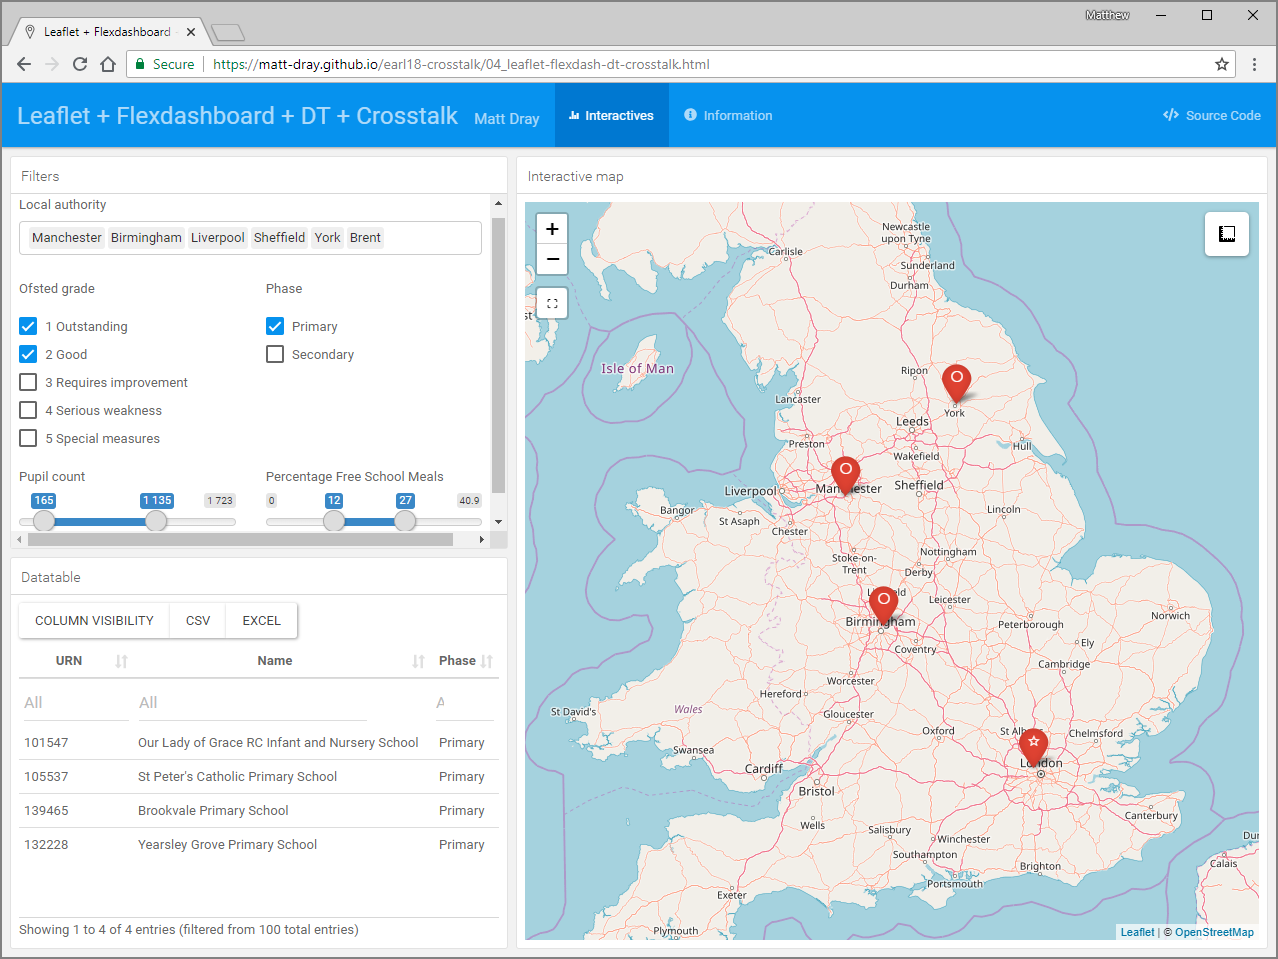 Matthew
Leaflet + Flexdashboard
Secure
https://matt-dray.github.io/earl18-crosstalk/04_leaflet-flexdash-dt-crosstalk.html
Leaflet + Flexdashboard + DT + Crosstalk Matt Dray Interactives Information Source Code
Filters
Local authority
Manchester Birmingham Liverpool Sheffield York Brent
Ofsted grade Phase
1 Outstanding Primary
2 Good Secondary
3 Requires improvement
4 Serious weakness
5 Special measures
Pupil count Percentage Free School Meals
165 1 135 1 723 0 12 27 40.9
Datatable
COLUMN VISIBILITY CSV EXCEL
URN Name Phase
All All A
101547 Our Lady of Grace RC Infant and Nursery School Primary
105537 St Peter's Catholic Primary School Primary
139465 Brookvale Primary School Primary
132228 Yearsley Grove Primary School Primary
Showing 1 to 4 of 4 entries (filtered from 100 total entries)
Interactive map
+
−
Newcastle
upon Tyne
Carlisle
Sunderland
Durham
st
Isle of Man
Ripon
Lancaster
York
Leeds
Preston
Hull
Wakefield
Manchester
Sheffield
Liverpool
Bangor
St Asaph
Lincoln
Chester
Nottingham
Stoke-on-
Trent
Derby
Leicester
Birmingham
Norwich
Peterborough
Coventry
Ely
Cambridge
Worcester
Hereford
Wales
St David's
Gloucester
Oxford
Chelmsford
Swansea
London
Cardiff
Bristol
Canterbury
Wells
Salisbury
Winchester
Southampton
Brighton
Portsmouth
Calais
Exeter
Plymouth
Leaflet | © OpenStreetMap